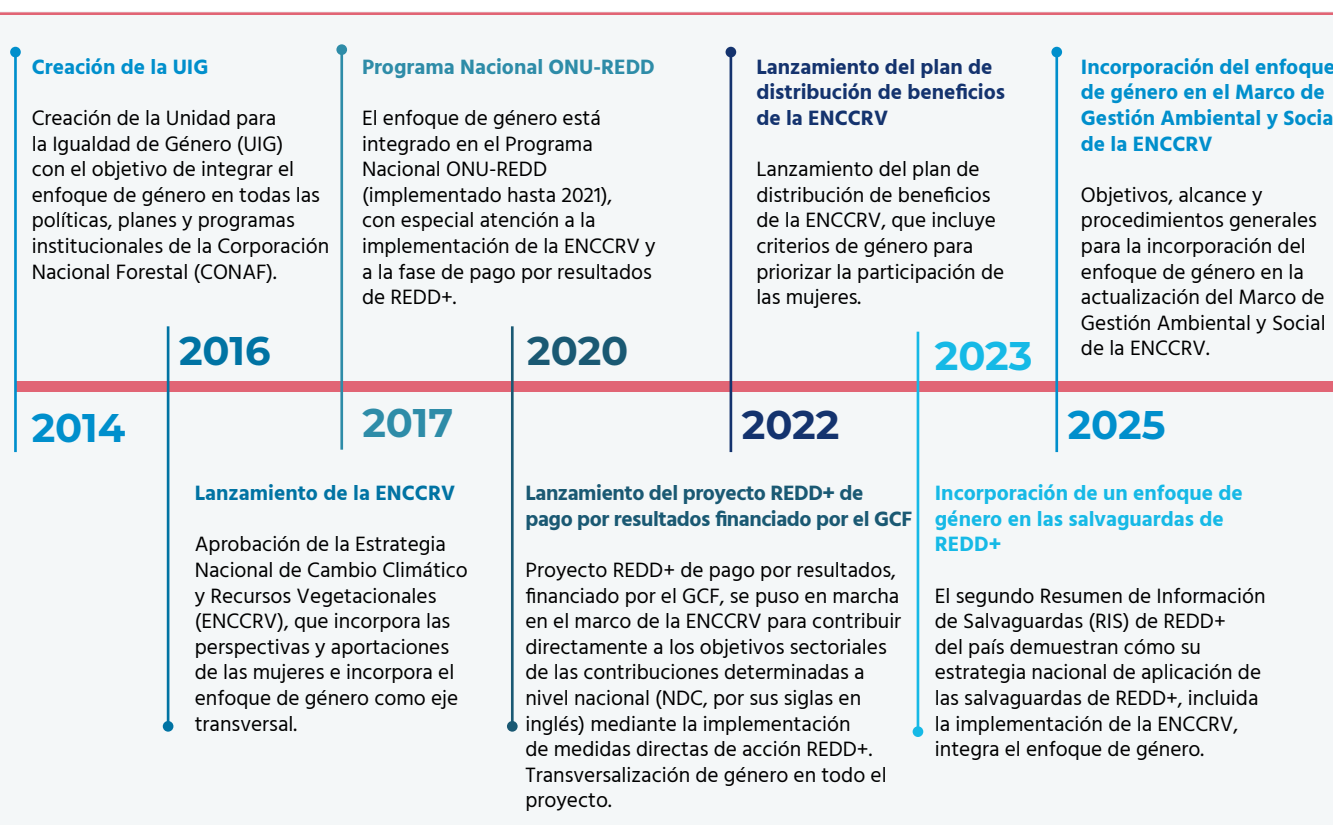 Creación de la UIG
Creación de la Unidad para
la Igualdad de Género (UIG)
con el objetivo de integrar el
enfoque de género en todas las
políticas, planes y programas
institucionales de la Corporación
Nacional Forestal (CONAF).
2014
2016
Lanzamiento de la ENCCRV
Aprobación de la Estrategia
Nacional de Cambio Climático
y Recursos Vegetacionales
(ENCCRV), que incorpora las
perspectivas y aportaciones
de las mujeres e incorpora el
enfoque de género como eje
transversal.
Programa Nacional ONU-REDD
El enfoque de género está
integrado en el Programa
Nacional ONU-REDD
(implementado hasta 2021),
con especial atención a la
implementación de la ENCCRV y
a la fase de pago por resultados
de REDD+.
2017
2020
Lanzamiento del proyecto REDD+ de
pago por resultados financiado por el GCF
Proyecto REDD+ de pago por resultados,
financiado por el GCF, se puso en marcha
en el marco de la ENCCRV para contribuir
directamente a los objetivos sectoriales
de las contribuciones determinadas a
nivel nacional (NDC, por sus siglas en
inglés) mediante la implementación
de medidas directas de acción REDD+.
Transversalización de género en todo el
proyecto.
Lanzamiento del plan de
distribución de beneficios
de la ENCCRV
Lanzamiento del plan de
distribución de beneficios
de la ENCCRV, que incluye
criterios de género para
priorizar la participación de
las mujeres.
2022
2023
Incorporación de un enfoque de
género en las salvaguardas de
REDD+
El segundo Resumen de Información
de Salvaguardas (RIS) de REDD+
del país demuestran cómo su
estrategia nacional de aplicación de
las salvaguardas de REDD+, incluida
la implementación de la ENCCRV,
integra el enfoque de género.
Incorporación del enfoque
de género en el Marco de
Gestión Ambiental y Socia
de la ENCCRV
Objetivos, alcance y
procedimientos generales
para la incorporación del
enfoque de género en la
actualización del Marco de
Gestión Ambiental y Social
de la ENCCRV.
2025